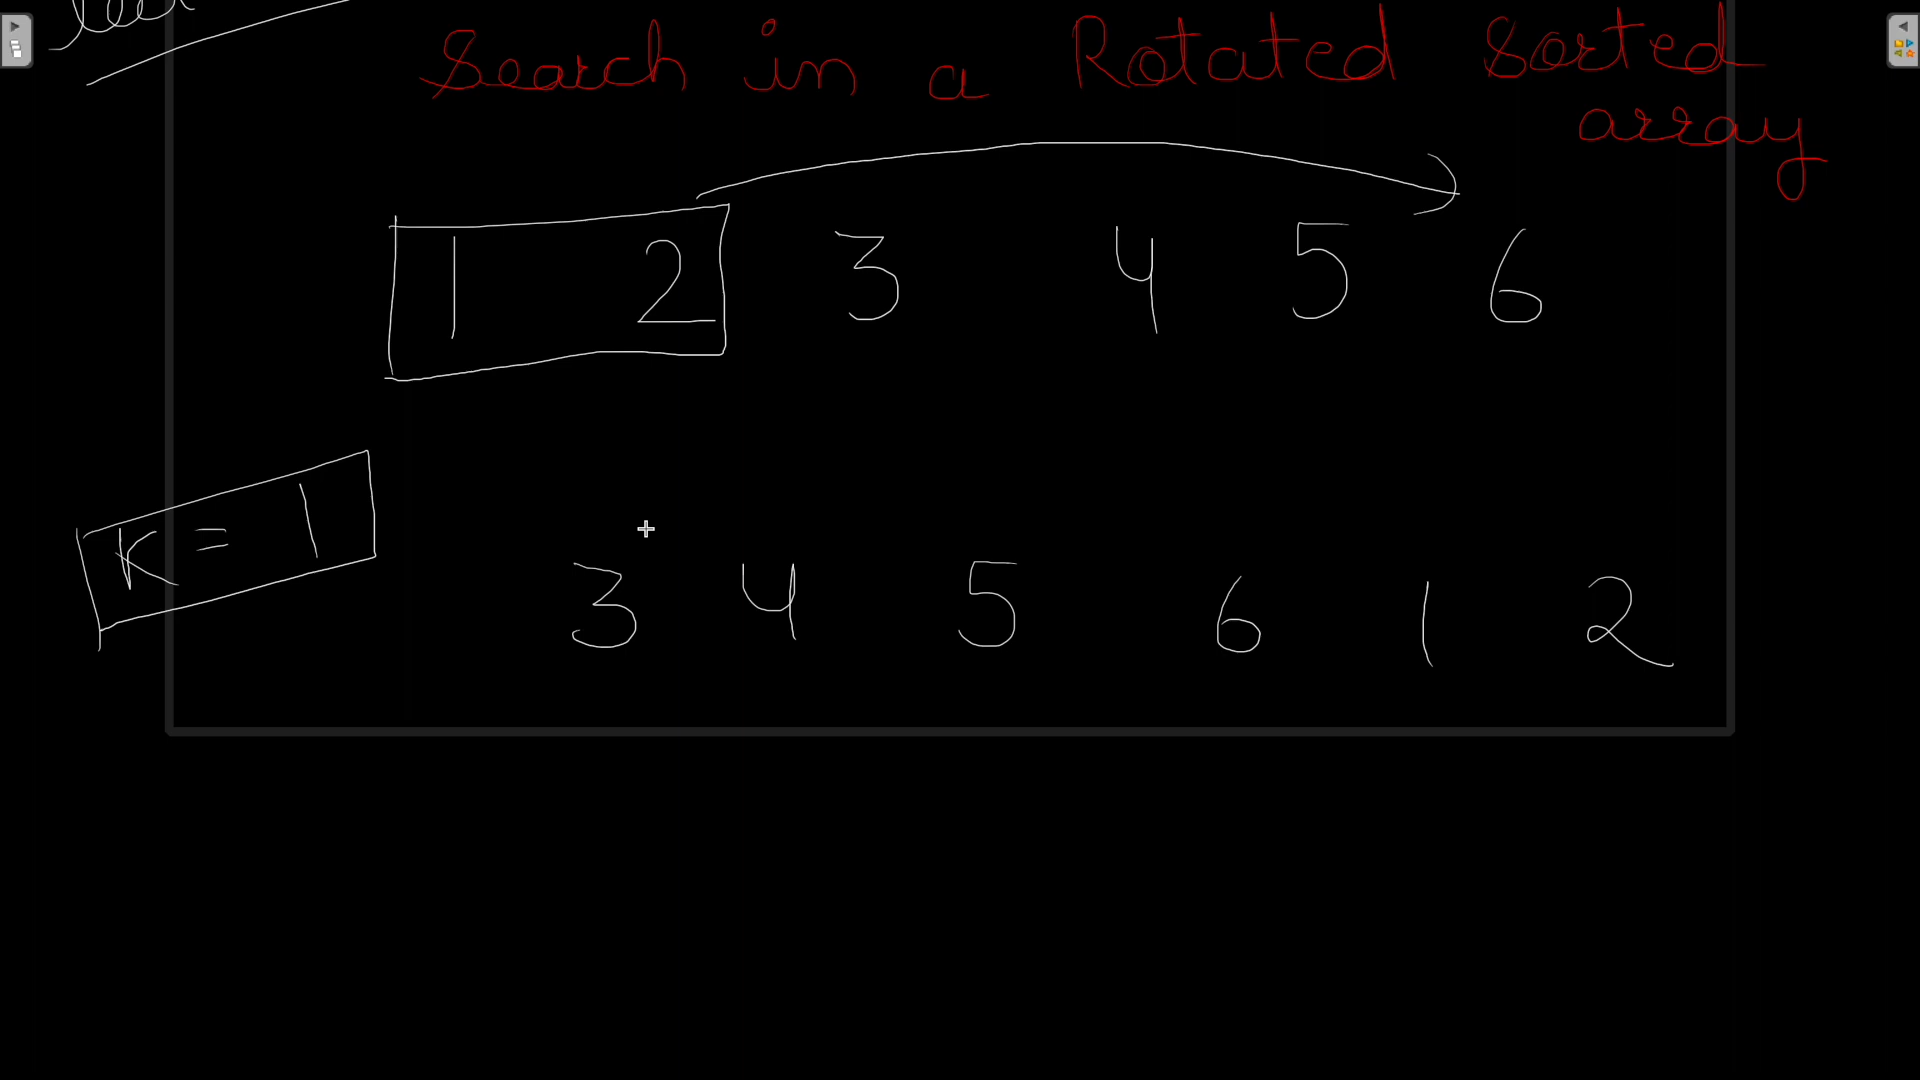 Search in a Rotated Sorted
array
1 2 3 4 5 6
K = 1
3 4 5 6 1 2